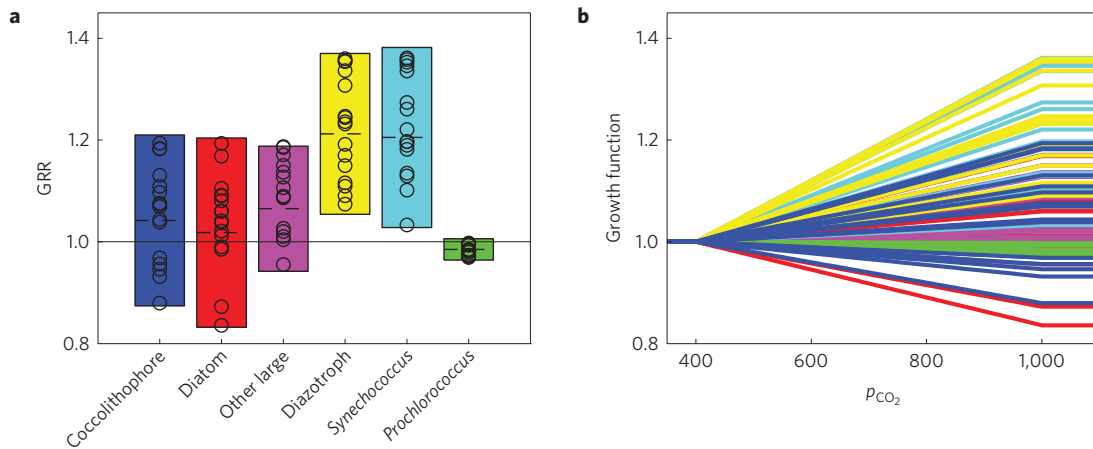 a
GRR
1.4
1.2
1.0
0.8
Coccolithophore
Diatom
Other large
Diazotroph
Synechococcus
Prochlorococcus
b
Growth function
1.4
1.2
1.0
0.8
400 600 800 1,000
pCO2